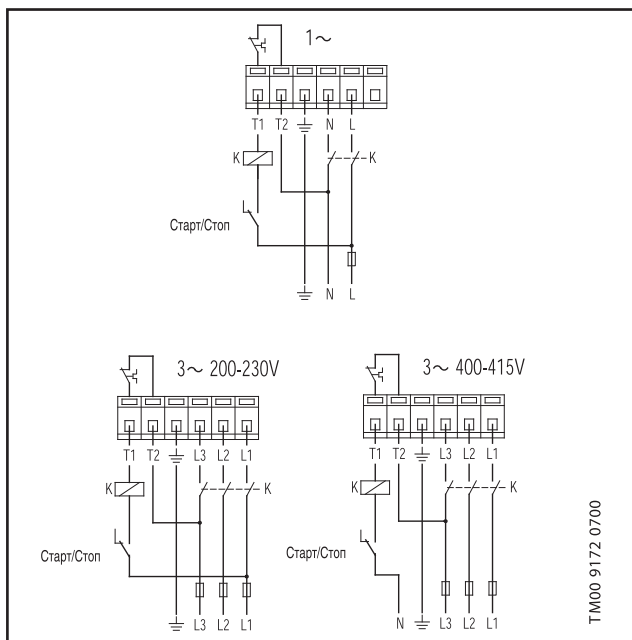 1~
T1 T2 N L
K K
Старт/Стоп
N L
3~ 200-230V
T1 T2 L3 L2 L1
K K
Старт/Стоп
L3 L2 L1
3~ 400-415V
T1 T2 L3 L2 L1
K K
Старт/Стоп
N L3 L2 L1
TM00 9172 0700